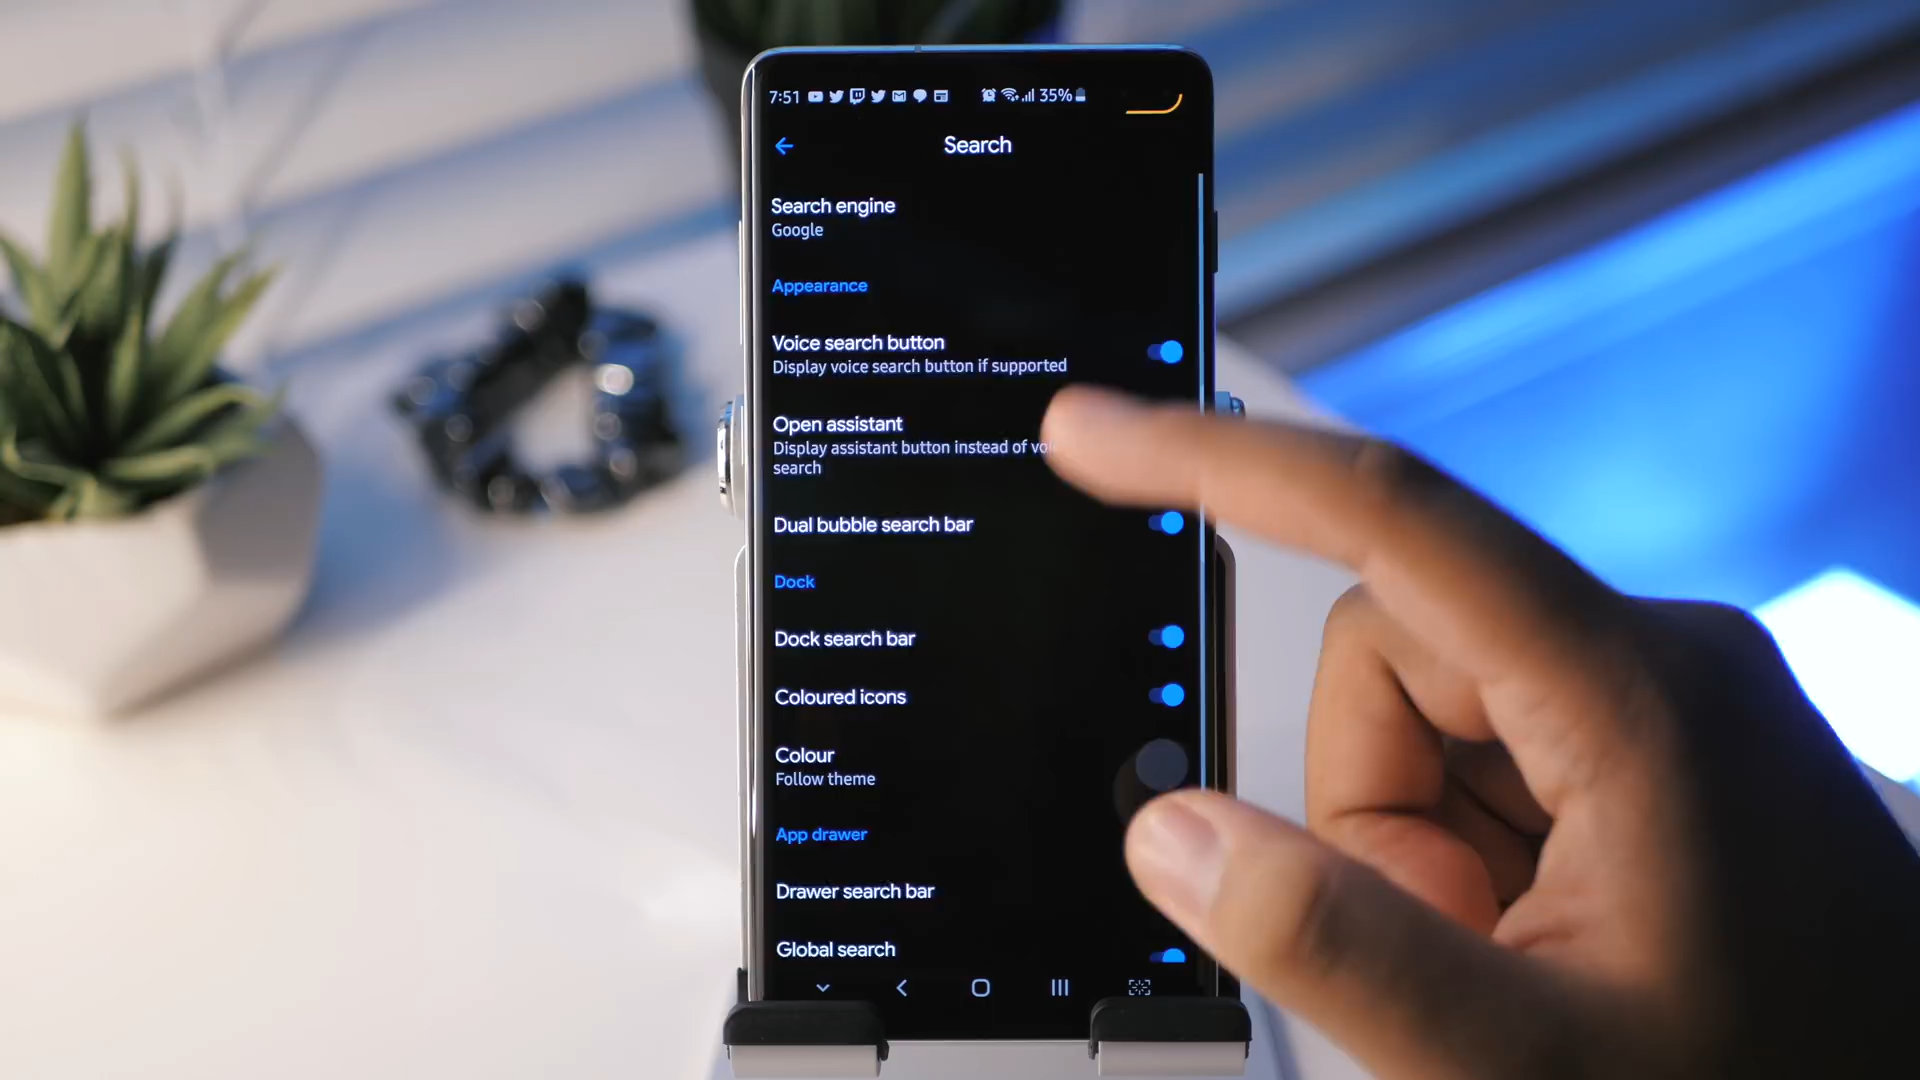 7:51 35%
Search
Search engine
Google
Appearance
Voice search button
Display voice search button if supported
Open assistant
Display assistant button instead of
search
Dual bubble search bar
Dock
Dock search bar
Coloured icons
Colour
Follow theme
App drawer
Drawer search bar
Global search